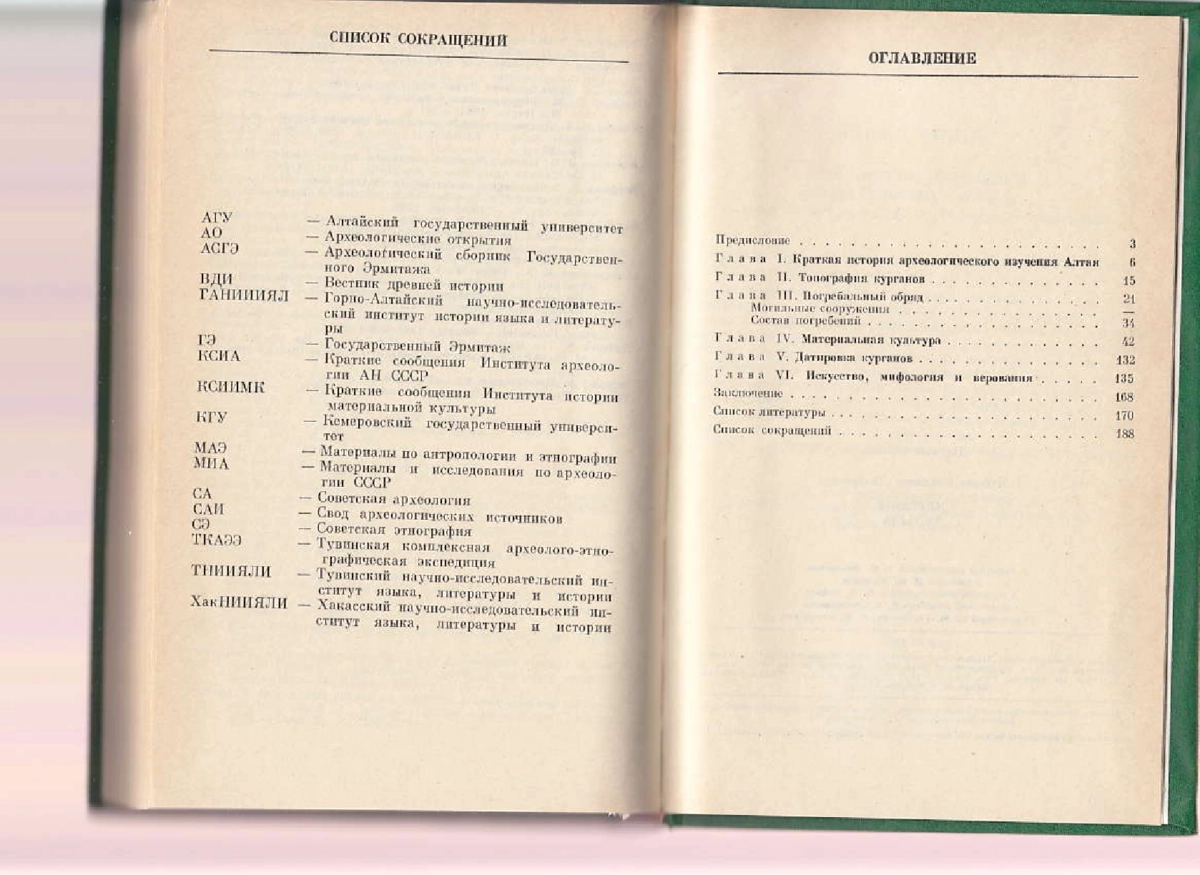 СПИСОК СОКРАЩЕНИЙ
АГУ — Алтайский государственный университет
АО — Археологические открытия
АСГЭ — Археологический сборник Государствен-
ного Эрмитажа
ВДИ — Вестник древней истории
ГАНИИИЯЛ — Горно-Алтайский научно-исследователь-
ский институт истории языка и литерату-
ры
ГЭ — Государственный Эрмитаж
КСИА — Краткие сообщения Института археоло-
гии АН СССР
КСИИМК — Краткие сообщения Института истории
материальной культуры
КГУ — Кемеровский государственный универси-
тет
МАЭ — Материалы по антропологии и этнографии
МИА — Материалы и исследования по археоло-
гии СССР
СА — Советская археология
САИ — Свод археологических источников
СЭ — Советская этнография
ТКАЭЭ — Тувинская комплексная археолого-этно-
графическая экспедиция
ТНИИЯЛИ — Тувинский научно-исследовательский ин-
ститут языка, литературы и истории
ХакНИИЯЛИ — Хакасский научно-исследовательский ин-
ститут языка, литературы и истории
ОГЛАВЛЕНИЕ
Предисловие . . . . . . . . . . . . . . . . . . . . . . 3
Глава I. Краткая история археологического изучения Алтая 6
Глава II. Топография курганов . . . . . . . . . . . . . 15
Глава III. Погребальный обряд . . . . . . . . . . . . . 21
Могильные сооружения . . . . . . . . . . . . . . . —
Состав погребений . . . . . . . . . . . . . . . . . 34
Глава IV. Материальная культура . . . . . . . . . . . . 42
Глава V. Датировка курганов . . . . . . . . . . . . . . 132
Глава VI. Искусство, мифология и верования . . . . . 135
Заключение . . . . . . . . . . . . . . . . . . . . . . 168
Список литературы . . . . . . . . . . . . . . . . . . . 170
Список сокращений . . . . . . . . . . . . . . . . . . . 188